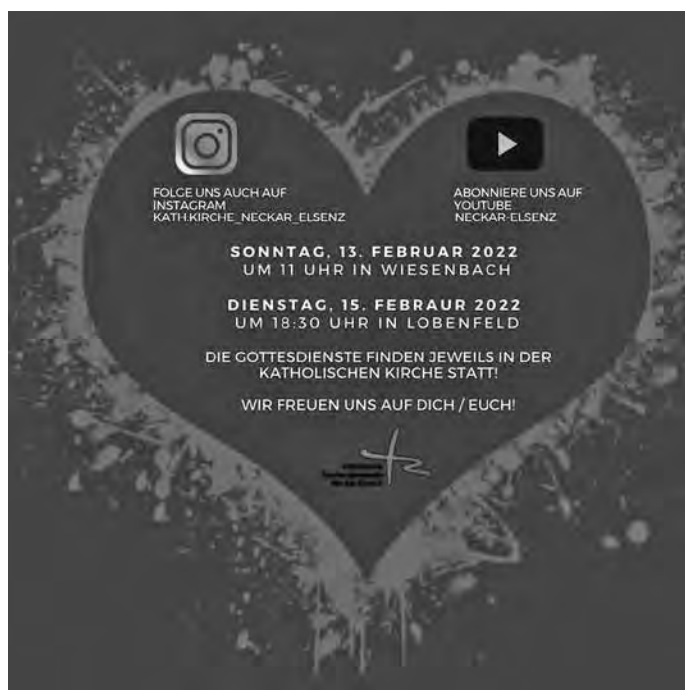 FOLGE UNS AUCH AUF
INSTAGRAM
KATH.KIRCHE_NECKAR_ELSENZ
ABONNIERE UNS AUF
YOUTUBE
NECKAR-ELSENZ
SONNTAG, 13. FEBRUAR 2022
UM 11 UHR IN WIESENBACH
DIENSTAG, 15. FEBRAUR 2022
UM 18:30 UHR IN LOBENFELD
DIE GOTTESDIENSTE FINDEN JEWEILS IN DER
KATHOLISCHEN KIRCHE STATT!
WIR FREUEN UNS AUF DICH / EUCH!